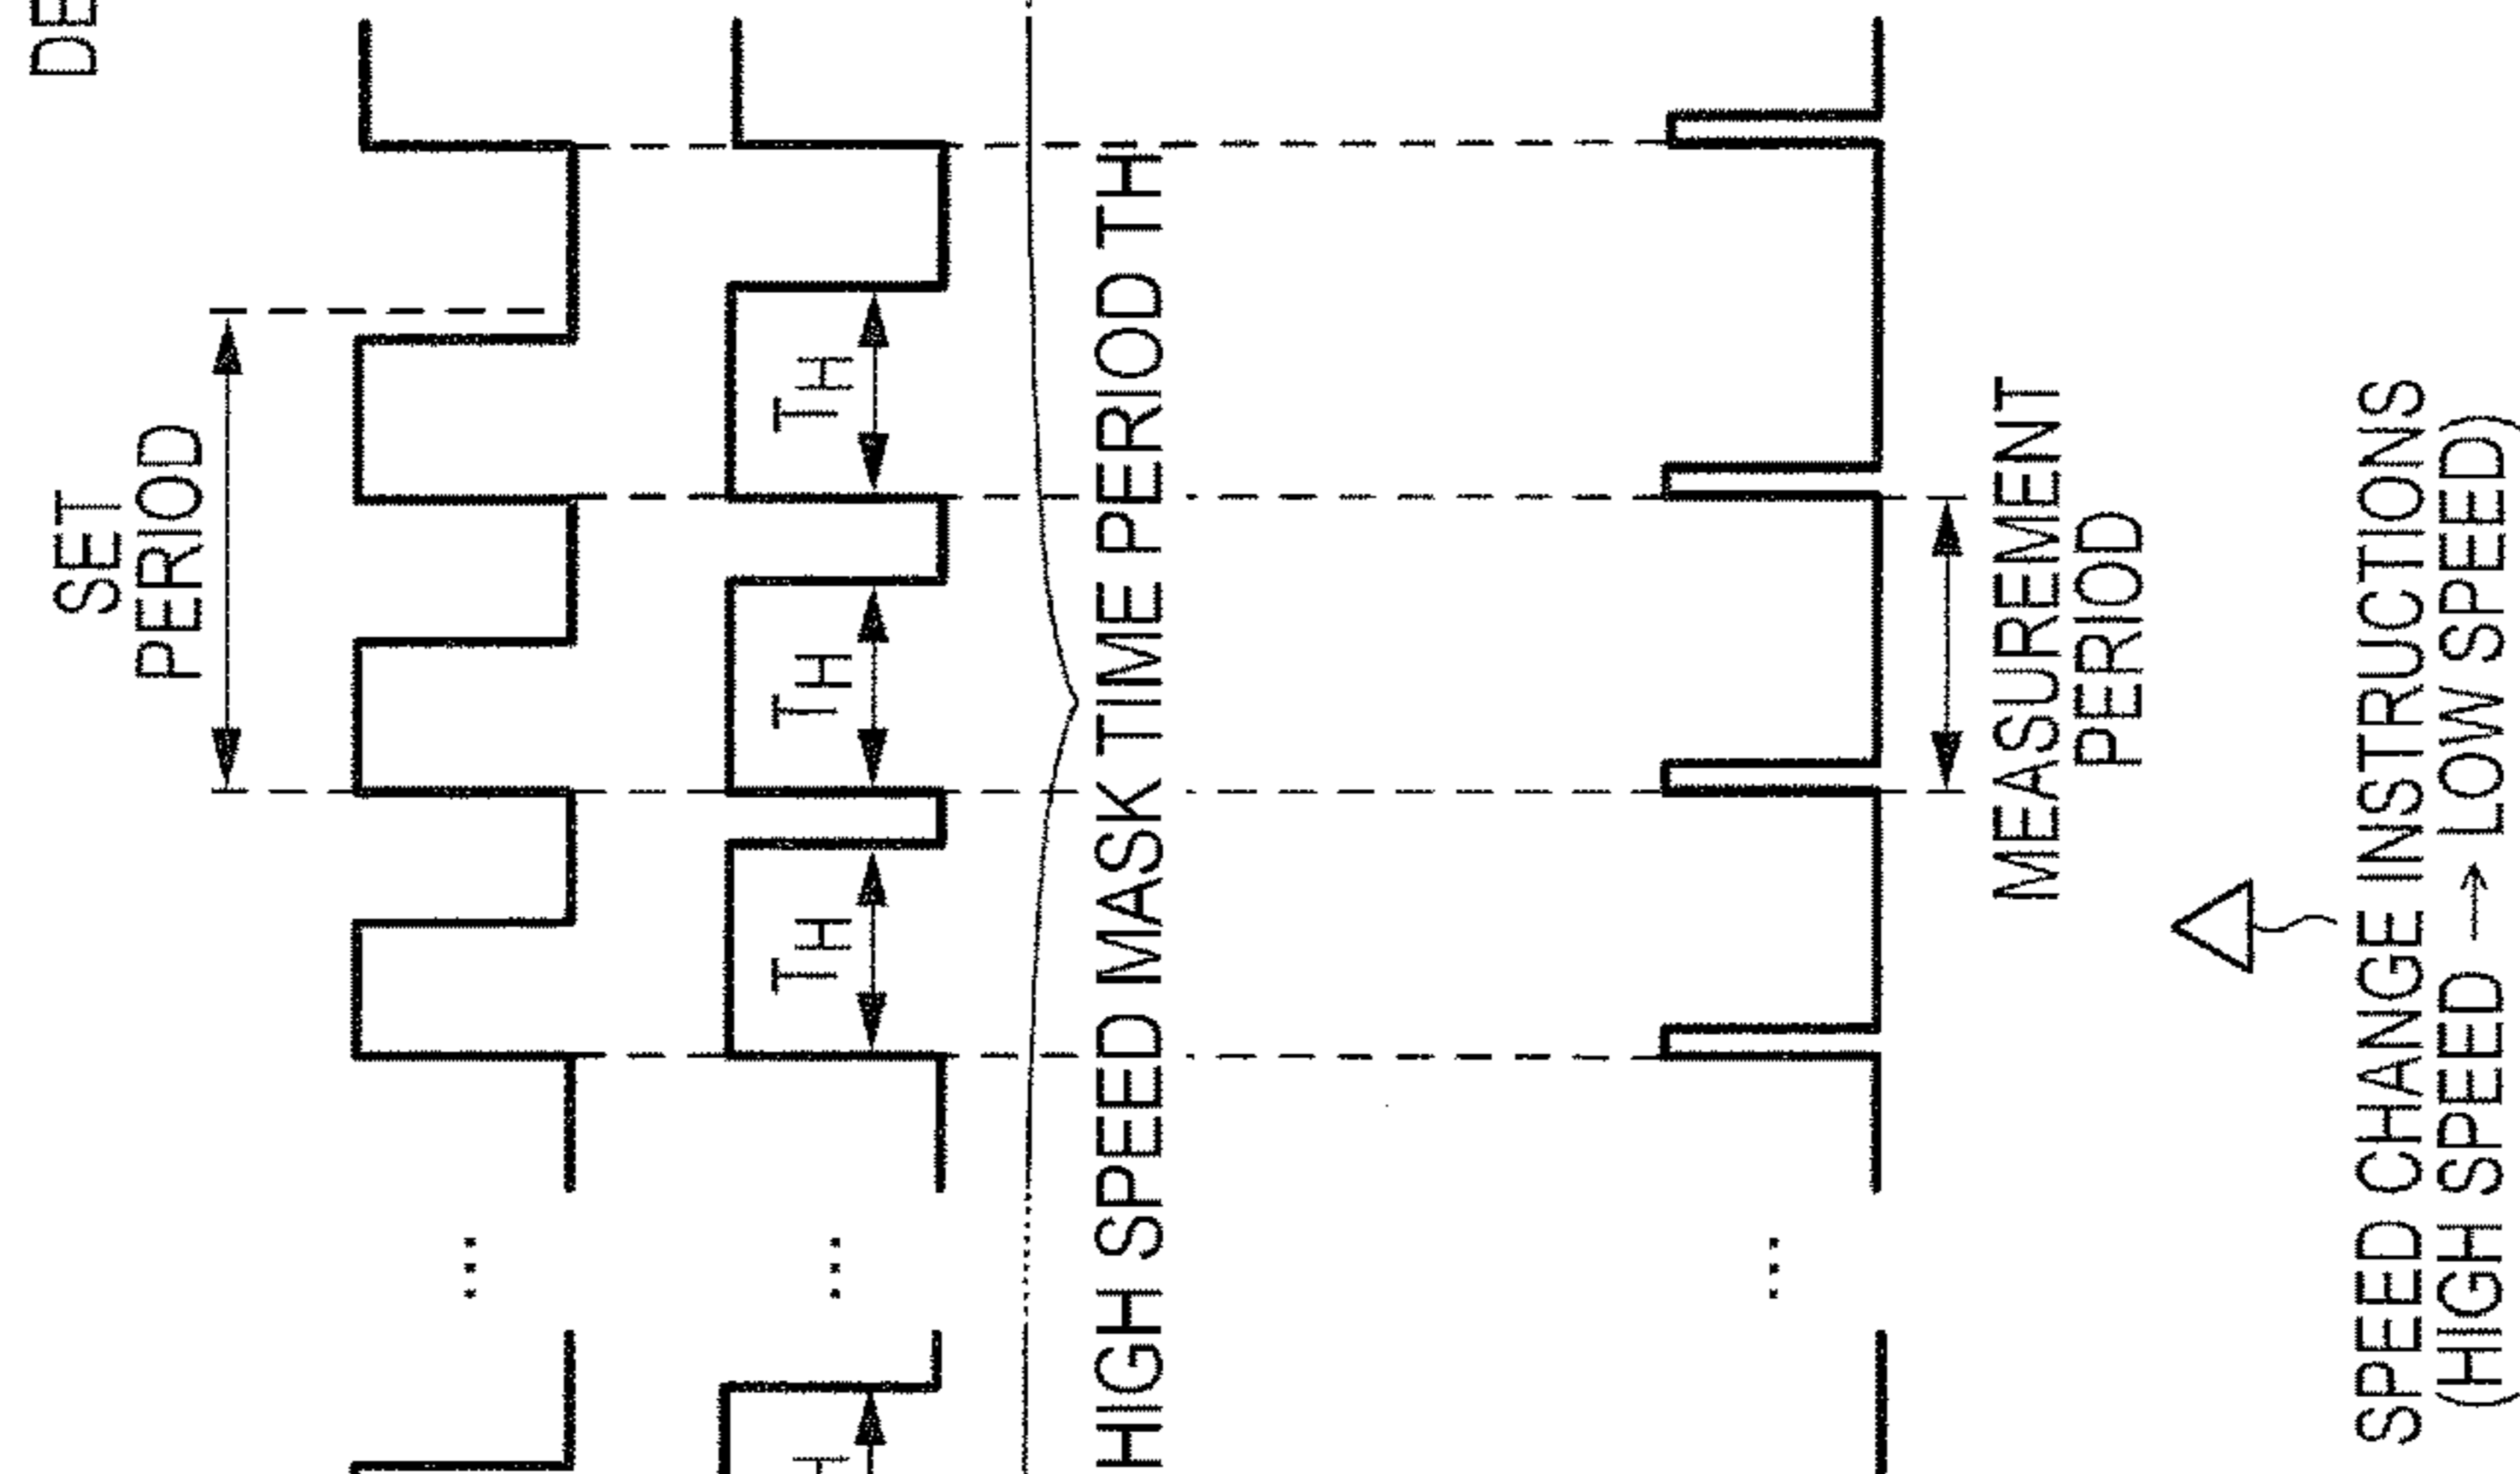 SET
PERIOD
TH
TH
TH
HIGH SPEED MASK TIME PERIOD TH
MEASUREMENT
PERIOD
SPEED CHANGE INSTRUCTIONS
(HIGH SPEED → LOW SPEED)